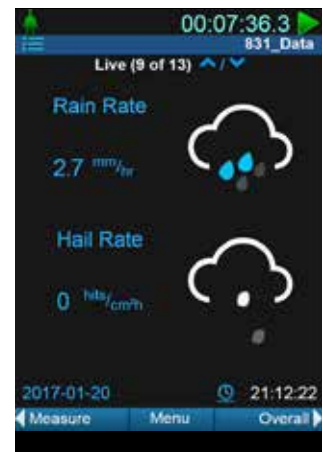 00:07:36.3
831_Data
Live (9 of 13) /
Rain Rate
2.7 mm/hr
Hail Rate
0 hits/cm²h
2017-01-20 21:12:22
Measure Menu Overall